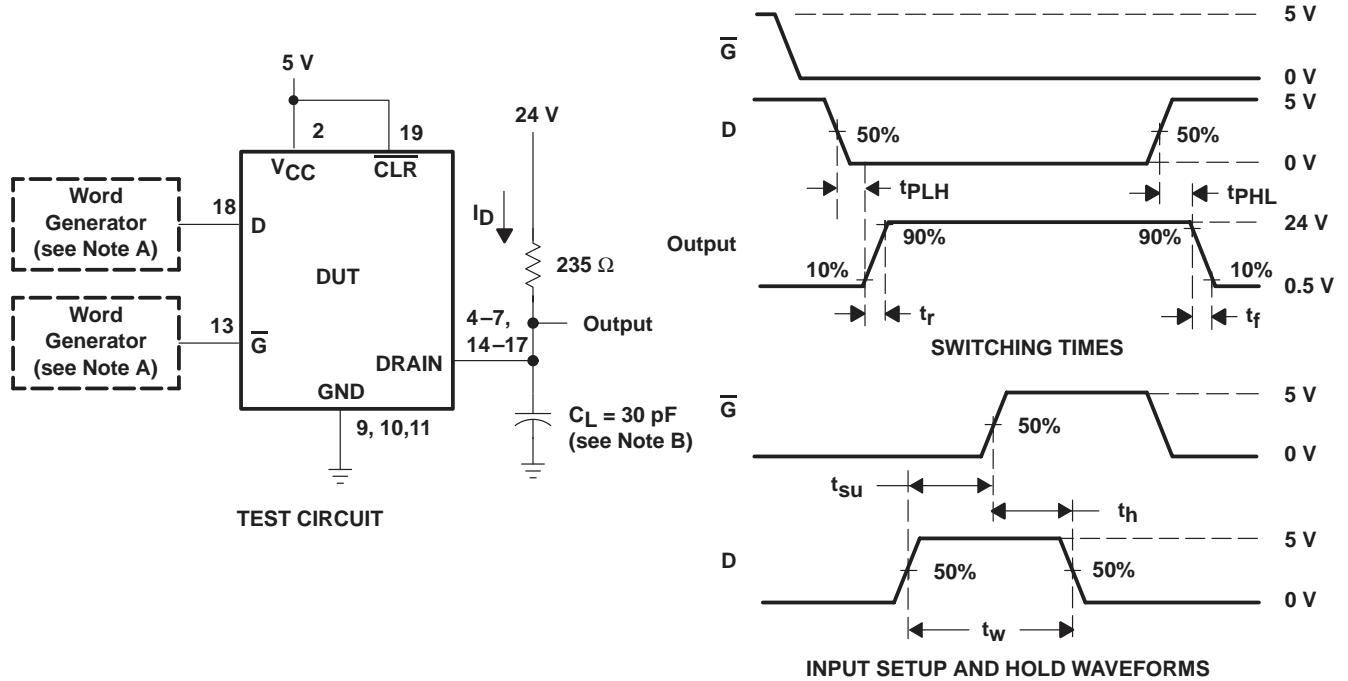 5 V
2
19
24 V
VCC
CLR
Word
Generator
(see Note A)
18
D
ID
235 Ω
DUT
Word
Generator
(see Note A)
13
G
4–7,
14–17
Output
DRAIN
GND
9, 10,11
CL = 30 pF
(see Note B)
TEST CIRCUIT
5 V
G
0 V
5 V
D
50%
50%
0 V
tPLH
tPHL
24 V
Output
90%
90%
10%
10%
0.5 V
tr
tf
SWITCHING TIMES
5 V
G
50%
0 V
tsu
th
5 V
D
50%
50%
0 V
tw
INPUT SETUP AND HOLD WAVEFORMS